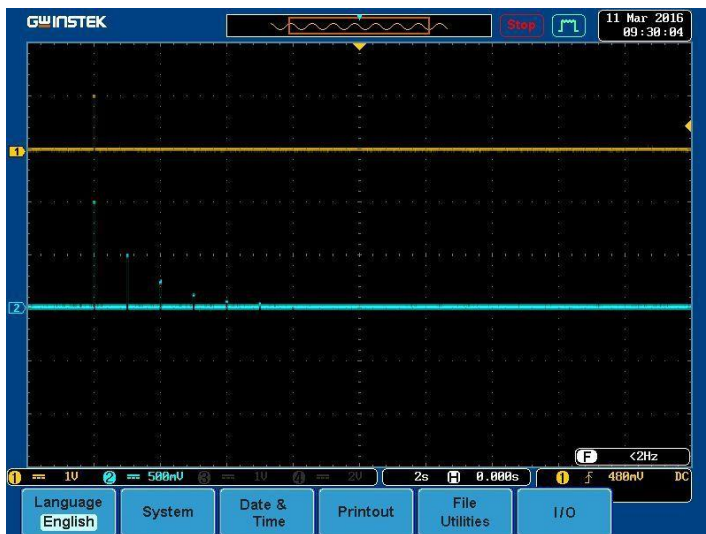 GWINSTEK
Stop
11 Mar 2016
09:30:04
1
2
F <2Hz
1 1V 2 500mV 3 1V 4 2V 2s H 0.000s 1 480mV DC
Language
English
System
Date &
Time
Printout
File
Utilities
I/O